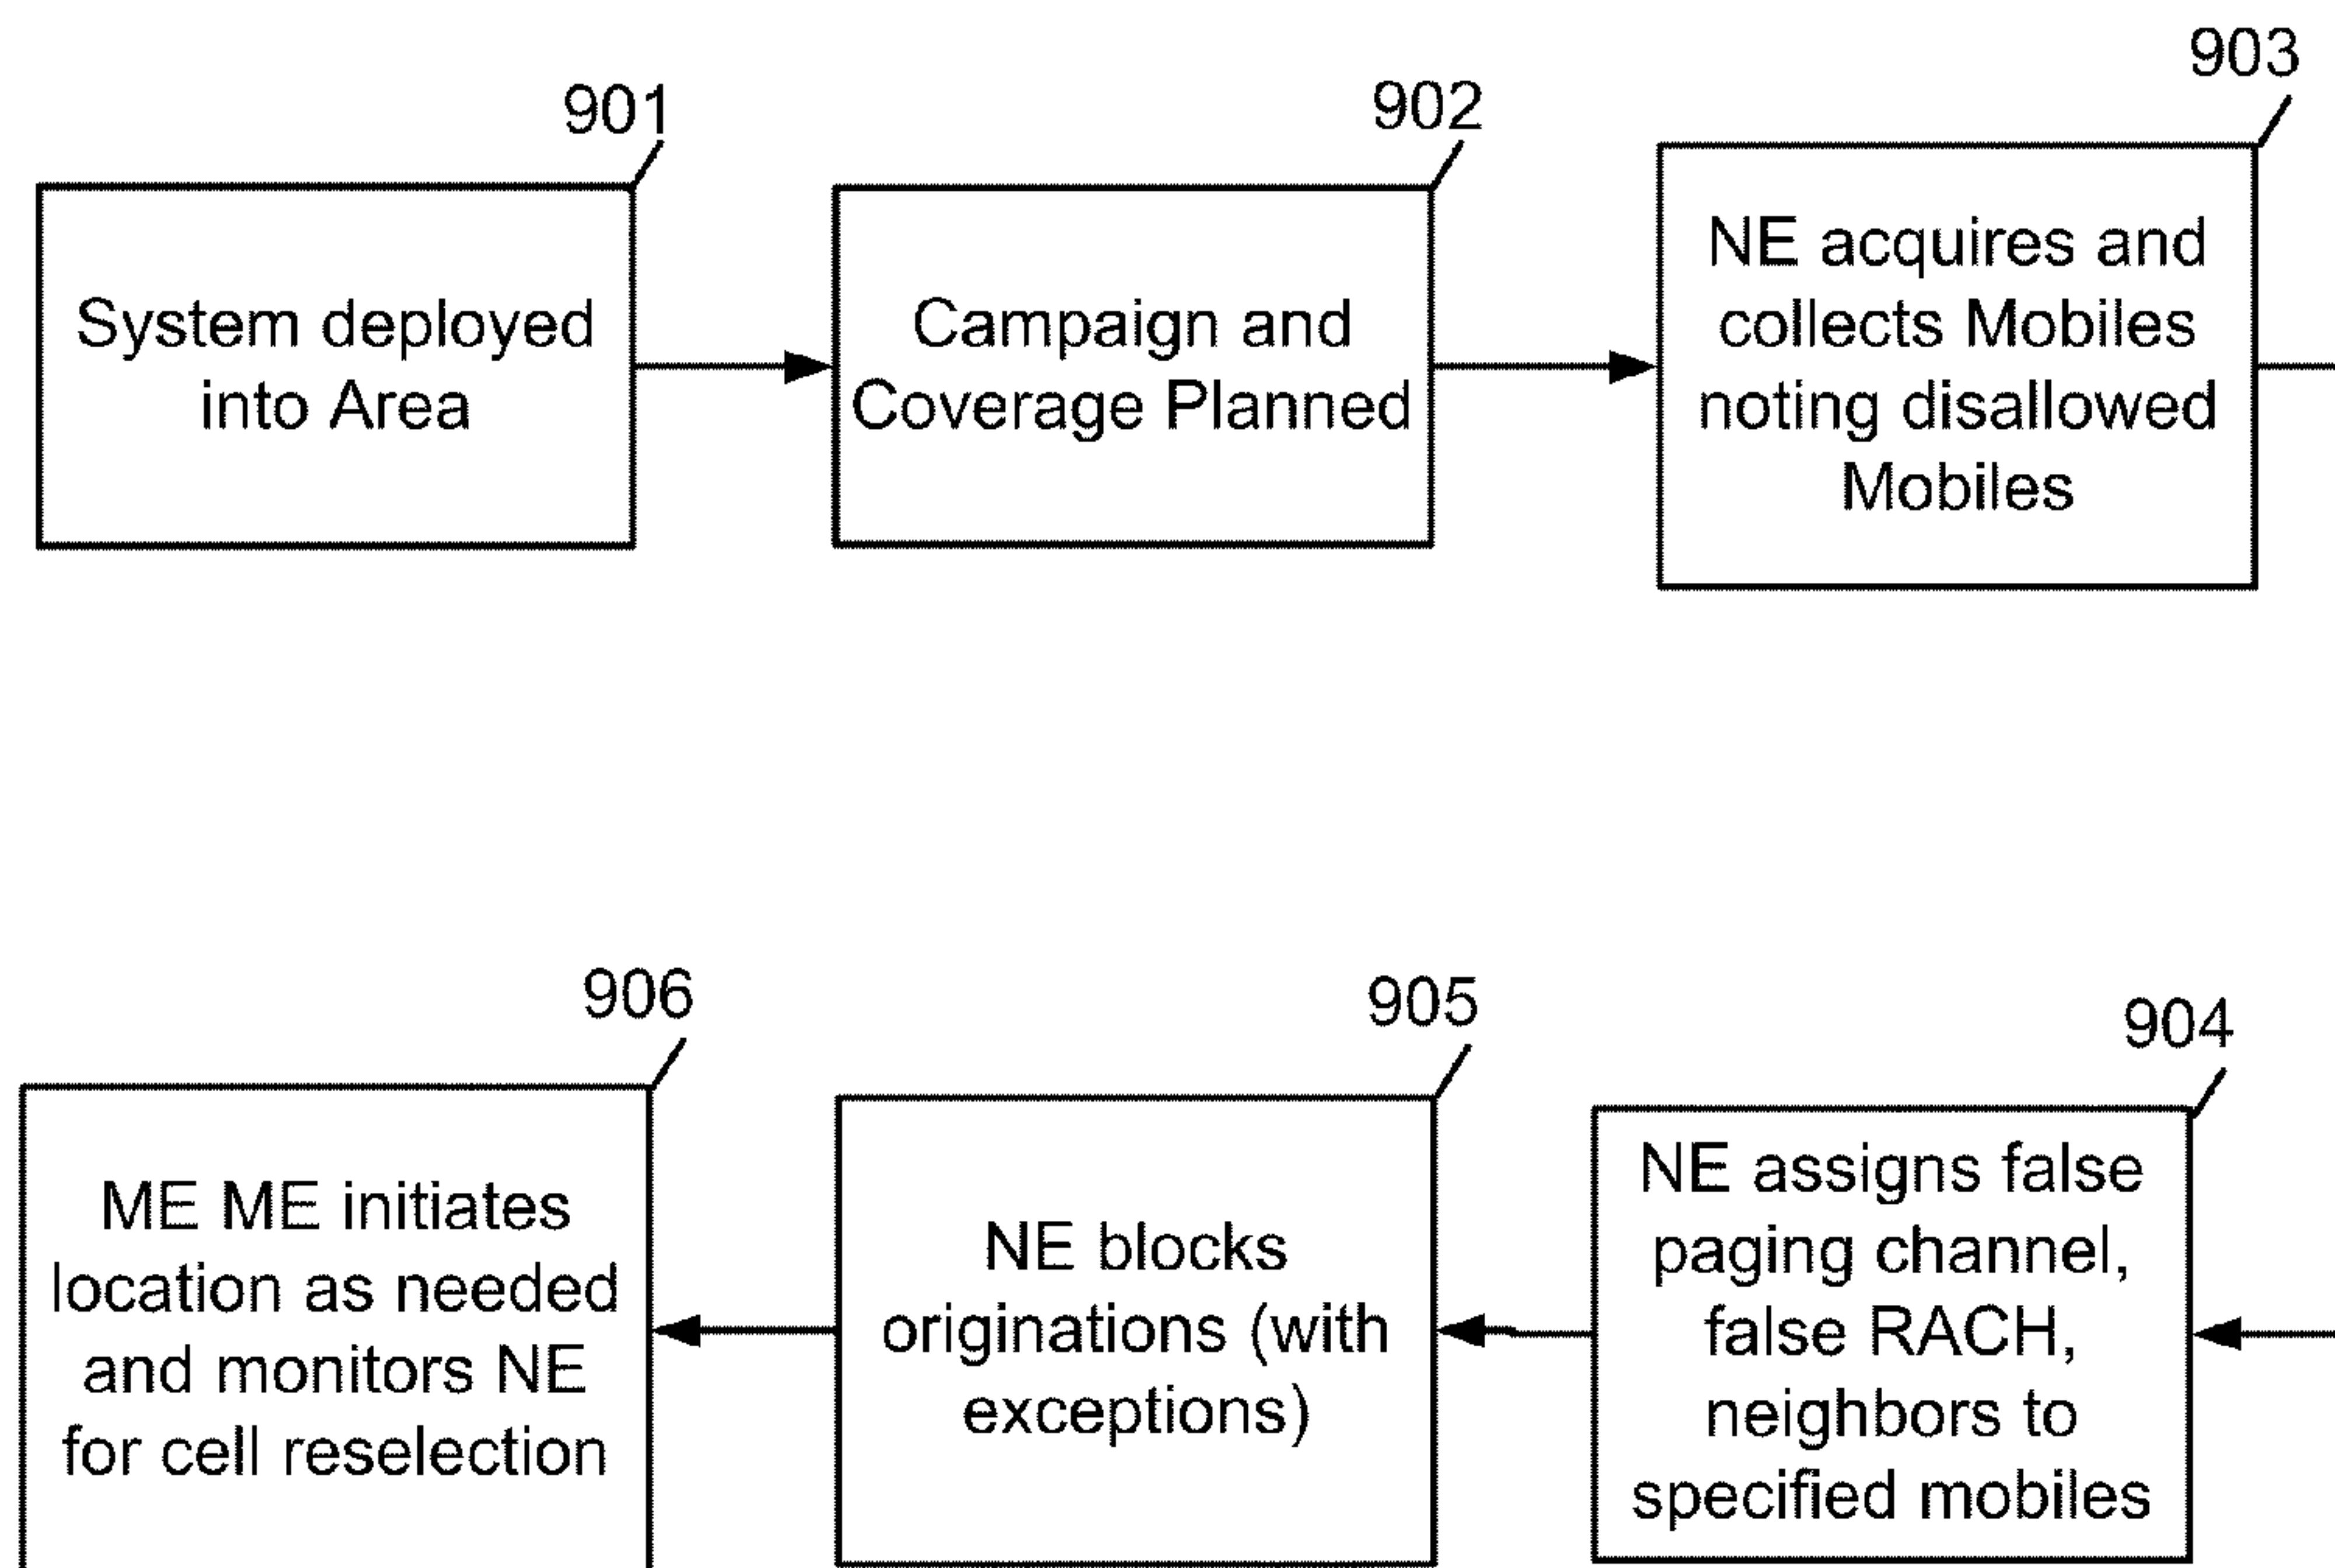 901
System deployed
into Area
902
Campaign and
Coverage Planned
903
NE acquires and
collects Mobiles
noting disallowed
Mobiles
904
NE assigns false
paging channel,
false RACH,
neighbors to
specified mobiles
905
NE blocks
originations (with
exceptions)
906
ME ME initiates
location as needed
and monitors NE
for cell reselection